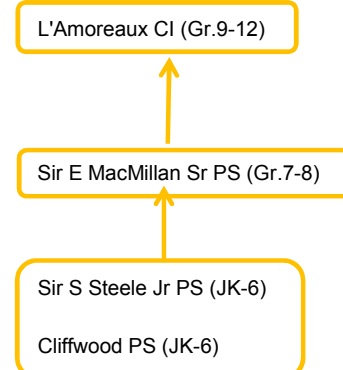 L'Amoreaux CI (Gr.9-12)
Sir E MacMillan Sr PS (Gr.7-8)
Sir S Steele Jr PS (JK-6)
Cliffwood PS (JK-6)